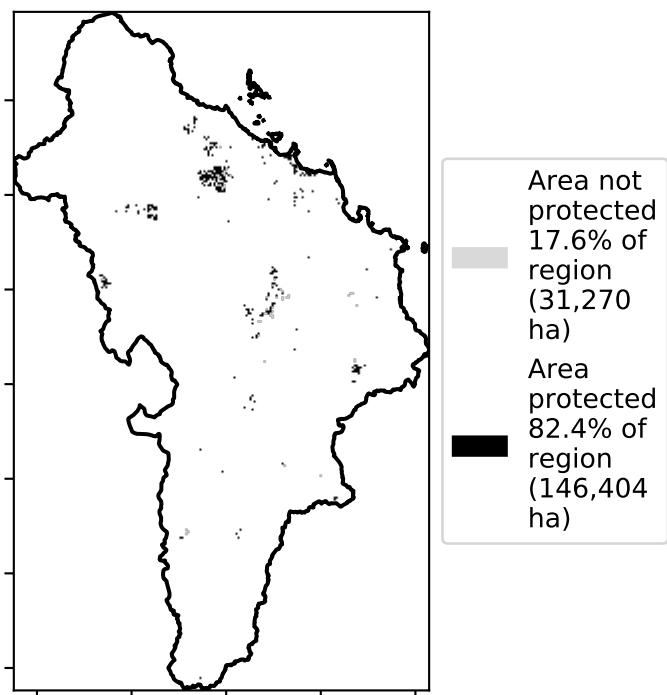 Area not
protected
17.6% of
region
(31,270
ha)
Area
protected
82.4% of
region
(146,404
ha)